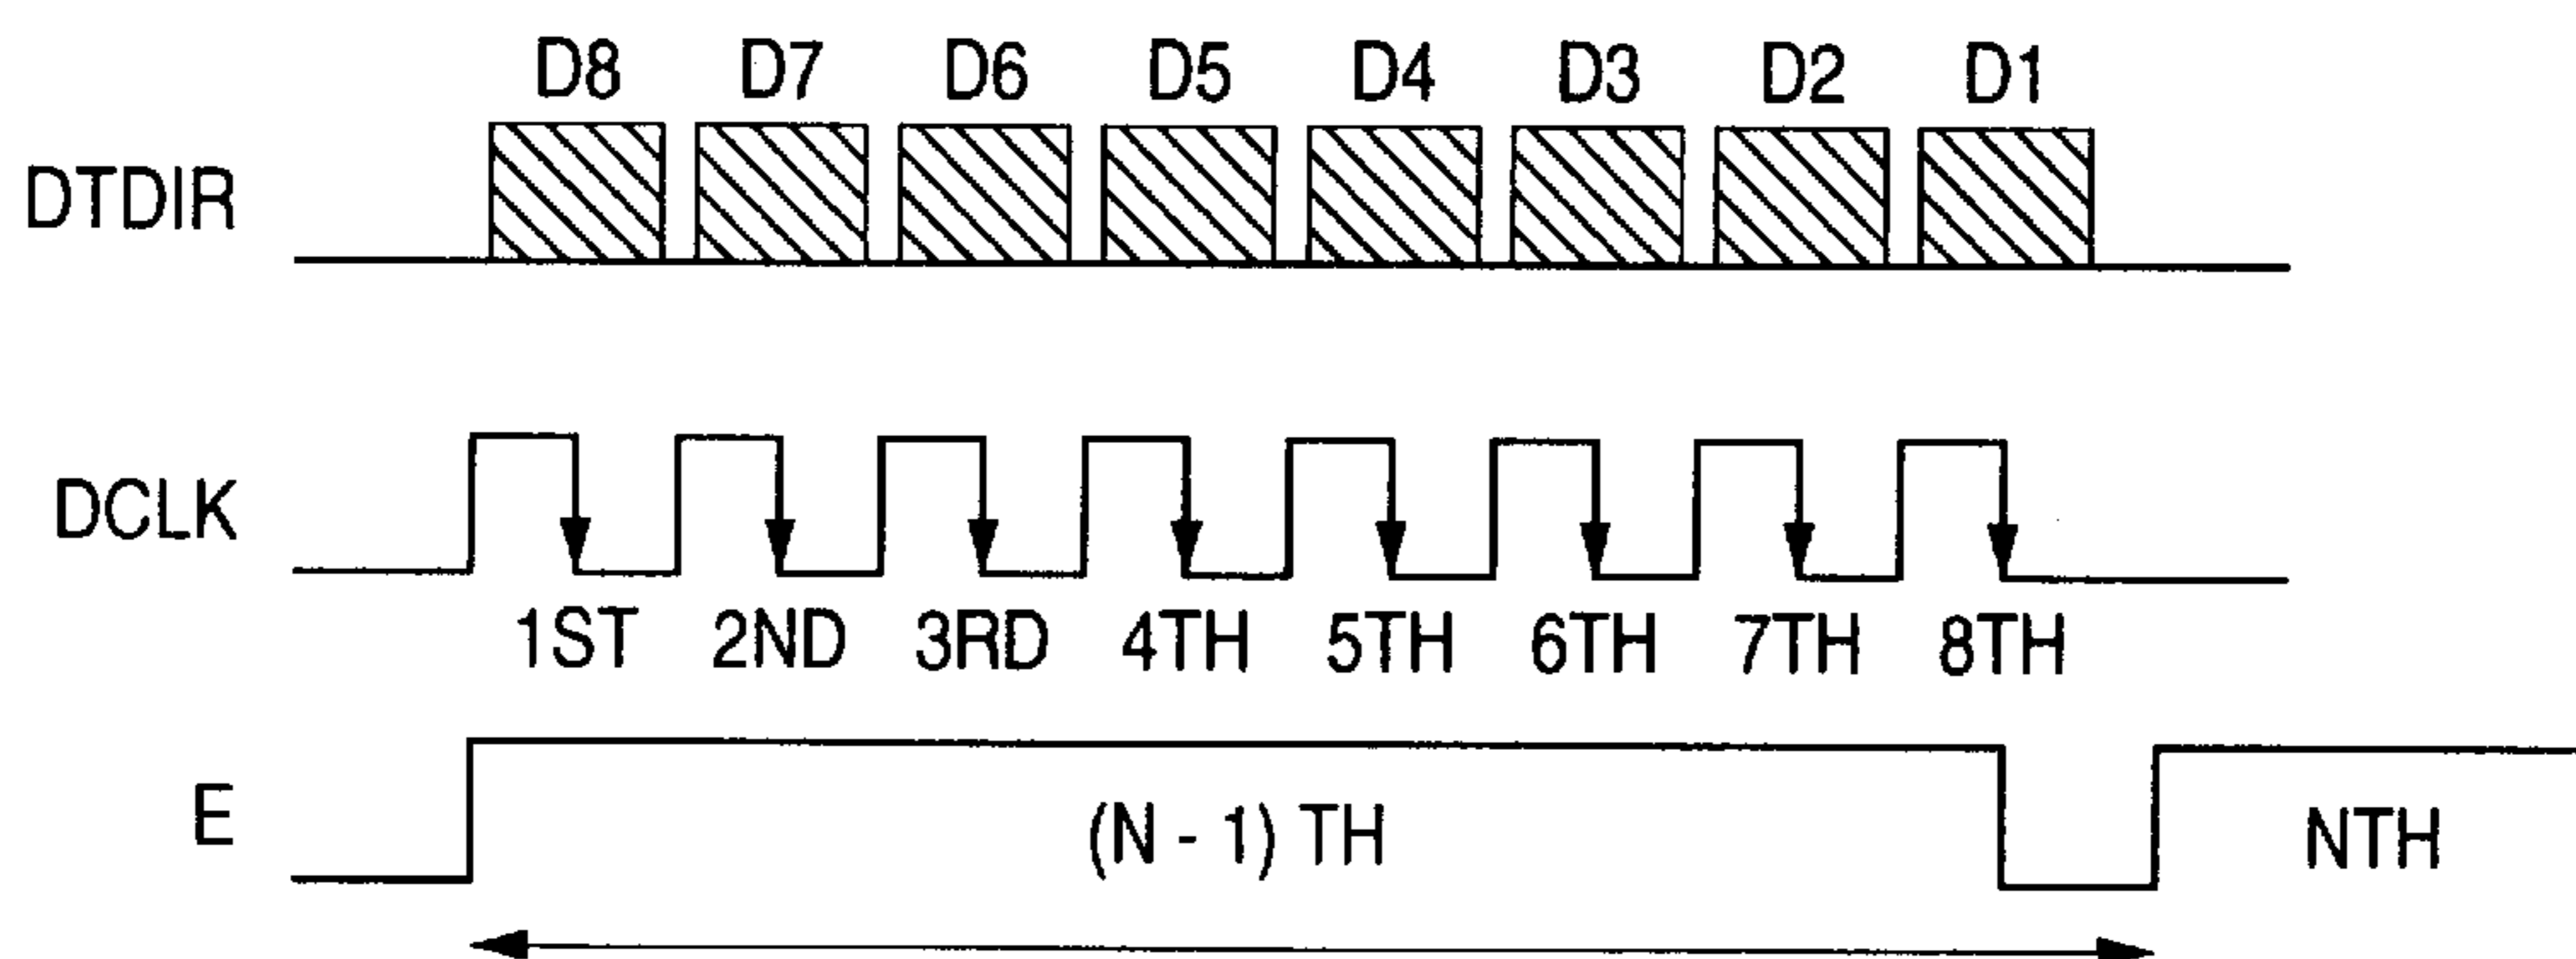 D8 D7 D6 D5 D4 D3 D2 D1
DTDIR
DCLK
1ST 2ND 3RD 4TH 5TH 6TH 7TH 8TH
E (N - 1) TH NTH